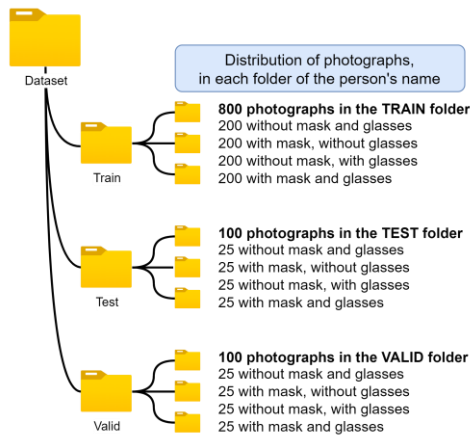 Distribution of photographs,
in each folder of the person's name
Dataset
800 photographs in the TRAIN folder
200 without mask and glasses
200 with mask, without glasses
200 without mask, with glasses
200 with mask and glasses
Train
100 photographs in the TEST folder
25 without mask and glasses
25 with mask, without glasses
25 without mask, with glasses
25 with mask and glasses
Test
100 photographs in the VALID folder
25 without mask and glasses
25 with mask, without glasses
25 without mask, with glasses
25 with mask and glasses
Valid